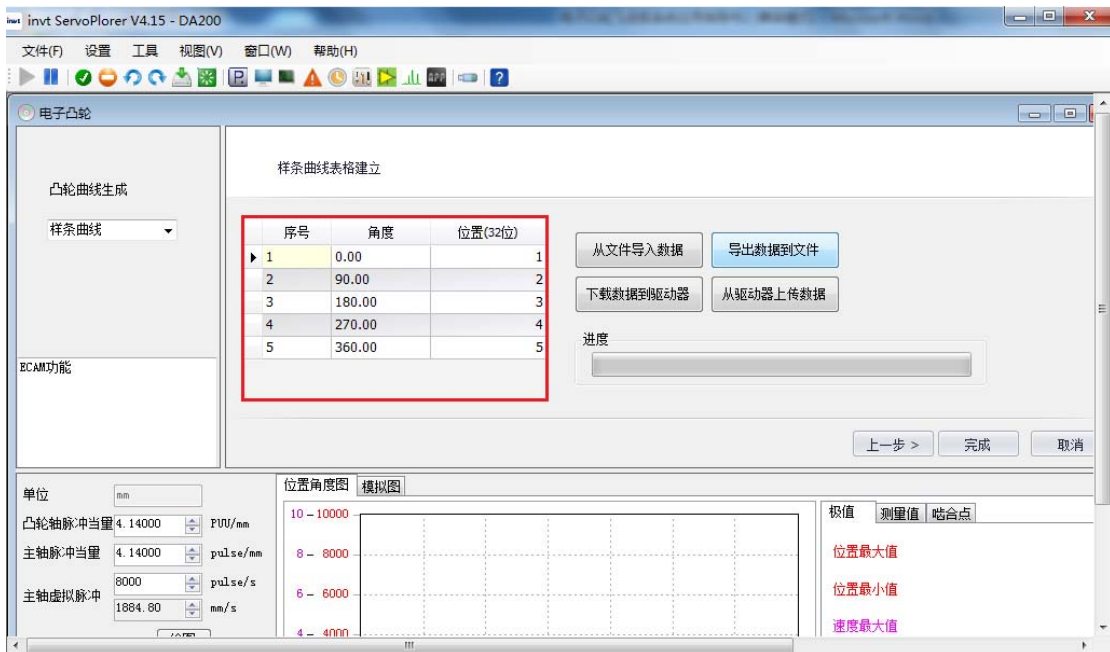 invt invt ServoPlorer V4.15 - DA200
文件(F) 设置 工具 视图(V) 窗口(W) 帮助(H)
电子凸轮
凸轮曲线生成
样条曲线
ECAM功能
样条曲线表格建立
序号 角度 位置(32位)
1 0.00 1
2 90.00 2
3 180.00 3
4 270.00 4
5 360.00 5
从文件导入数据 导出数据到文件
下载数据到驱动器 从驱动器上传数据
进度
上一步 > 完成 取消
单位 mm
凸轮轴脉冲当量 4.14000 PUU/mm
主轴脉冲当量 4.14000 pulse/mm
主轴虚拟脉冲 8000 pulse/s
1884.80 mm/s
位置角度图 模拟图
10 – 10000
8 – 8000
6 – 6000
4 – 4000
极值 测量值 啮合点
位置最大值
位置最小值
速度最大值